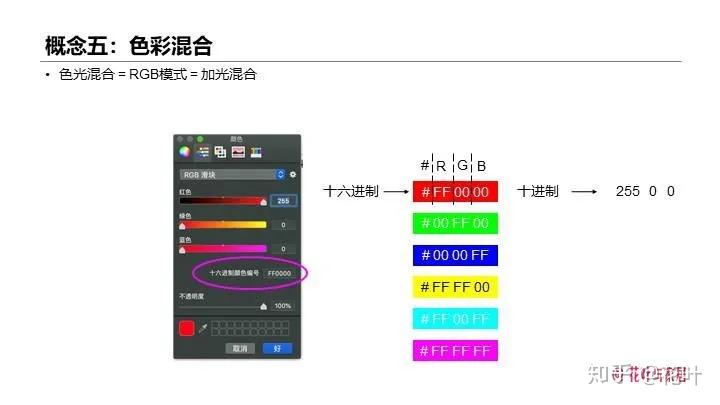 概念五：色彩混合
• 色光混合 = RGB模式 = 加光混合
颜色
RGB 滑块
红色
255
绿色
0
蓝色
0
十六进制颜色编号 FF0000
不透明度
100%
取消 好
十六进制
# R G B
# FF 00 00
# 00 FF 00
# 00 00 FF
# FF FF 00
# FF 00 FF
# FF FF FF
十进制
255 0 0
知乎 @花叶